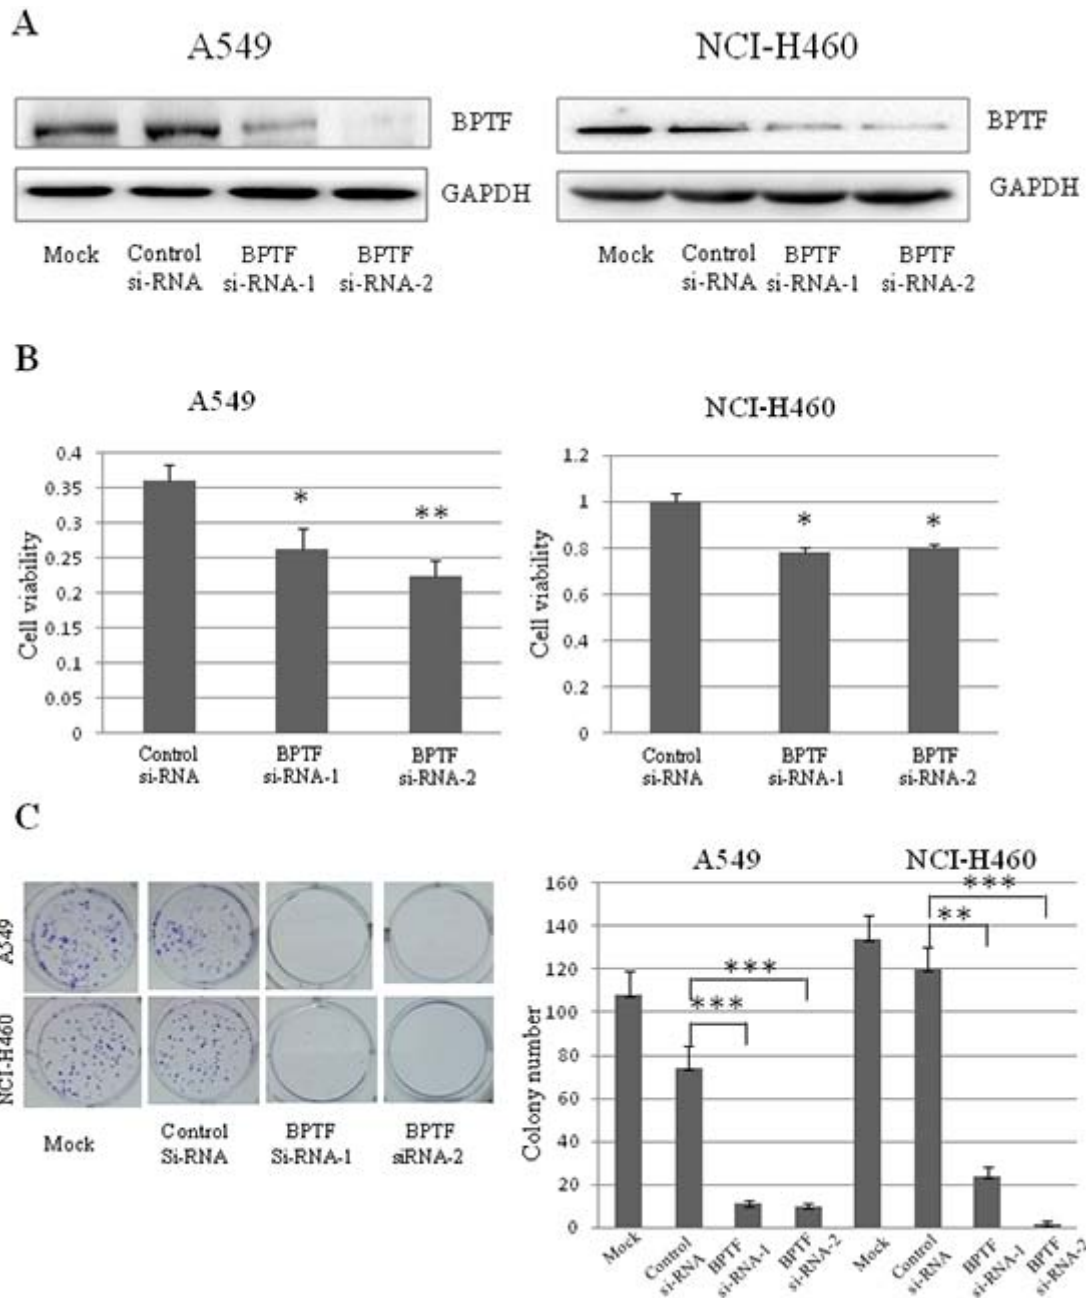 A
A549
NCI-H460
BPTF
BPTF
GAPDH
GAPDH
Mock
Control
si-RNA
BPTF
si-RNA-1
BPTF
si-RNA-2
Mock
Control
si-RNA
BPTF
si-RNA-1
BPTF
si-RNA-2
B
A549
Cell viability
0.4
0.35
0.3
0.25
0.2
0.15
0.1
0.05
0
*
**
Control
si-RNA
BPTF
si-RNA-1
BPTF
si-RNA-2
NCI-H460
Cell viability
1.2
1
0.8
0.6
0.4
0.2
0
*
*
Control
si-RNA
BPTF
si-RNA-1
BPTF
si-RNA-2
C
A549
NCI-H460
Mock
Control
Si-RNA
BPTF
Si-RNA-1
BPTF
siRNA-2
A549
NCI-H460
Colony number
160
140
120
100
80
60
40
20
0
***
***
***
**
Mock
Control
si-RNA
BPTF
si-RNA-1
BPTF
si-RNA-2
Mock
Control
si-RNA
BPTF
si-RNA-1
BPTF
si-RNA-2